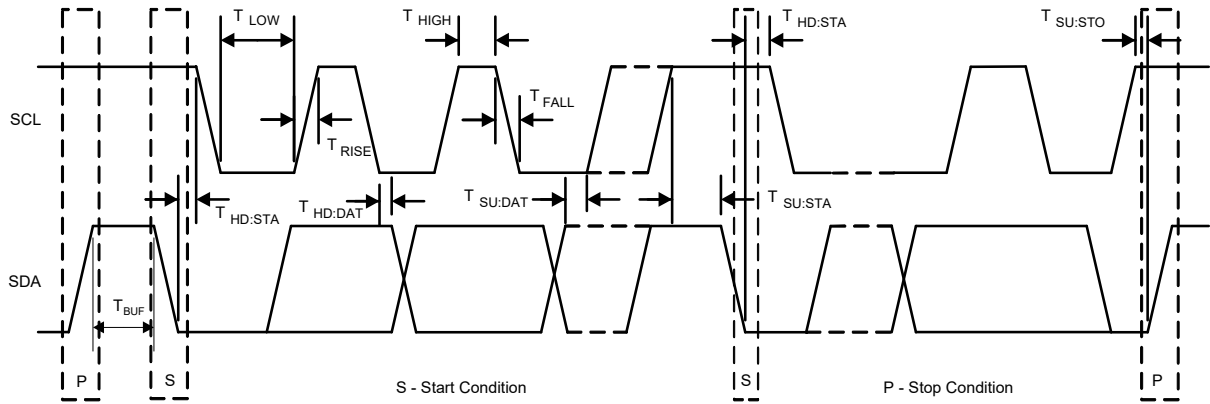 T LOW
T HIGH
T HD:STA
T SU:STO
SCL
T FALL
T RISE
T HD:STA
T HD:DAT
T SU:DAT
T SU:STA
SDA
T BUF
P
S
S - Start Condition
S
P - Stop Condition
P